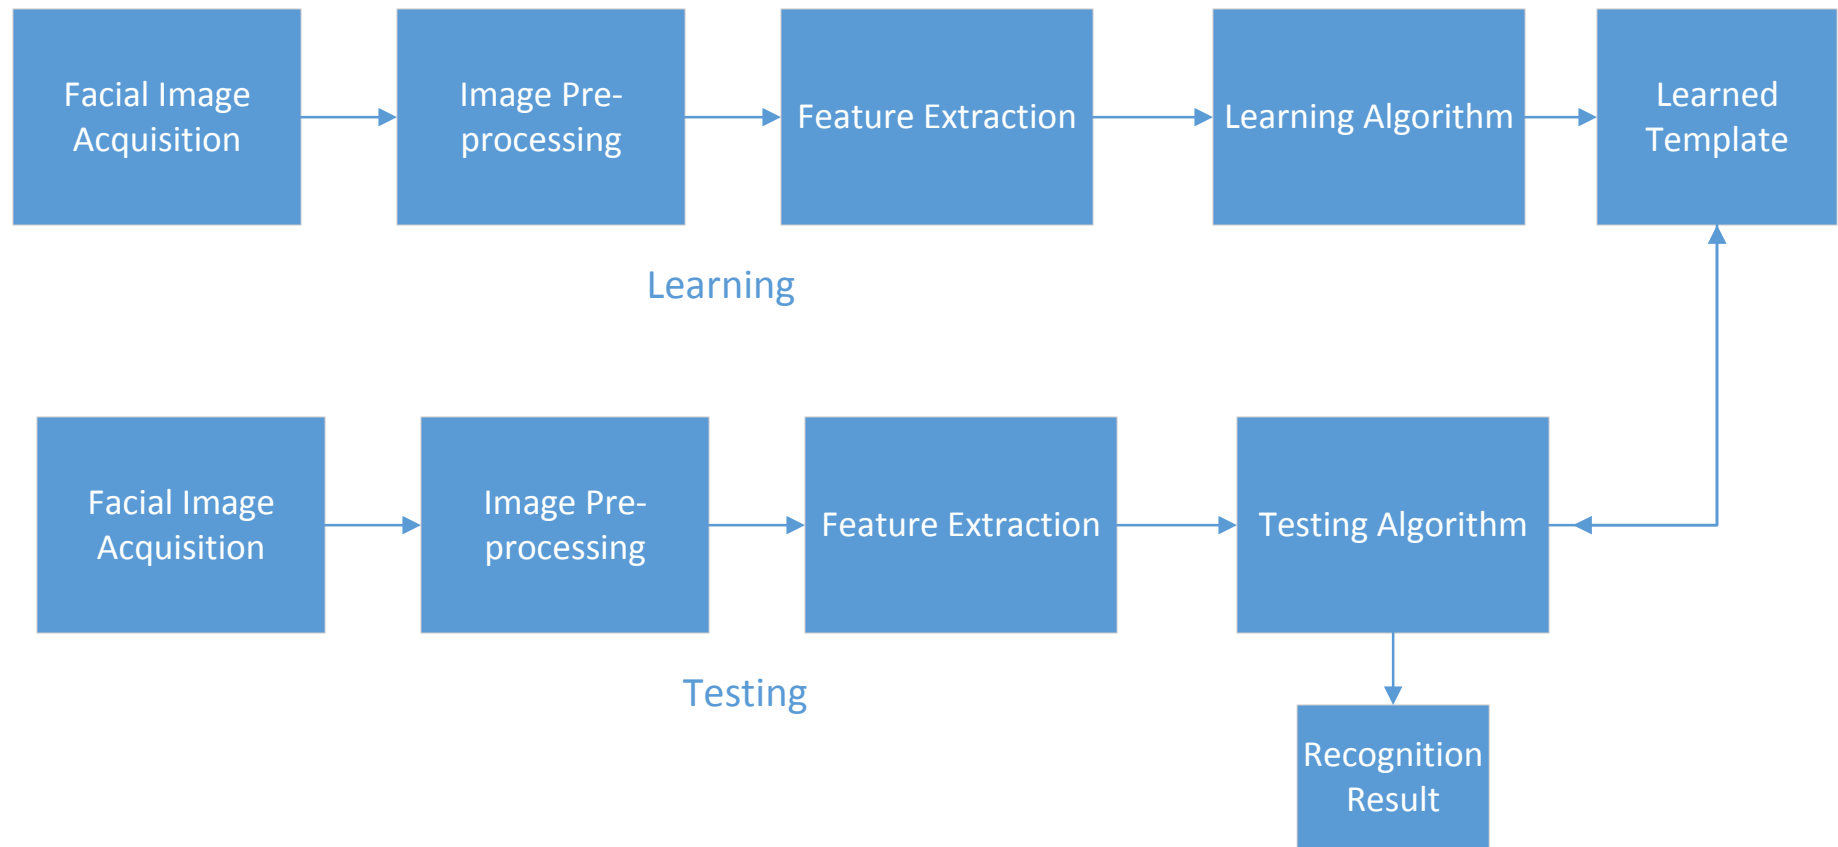 Facial Image
Acquisition
Image Pre-
processing
Feature Extraction
Learning Algorithm
Learned
Template
Learning
Facial Image
Acquisition
Image Pre-
processing
Feature Extraction
Testing Algorithm
Testing
Recognition
Result